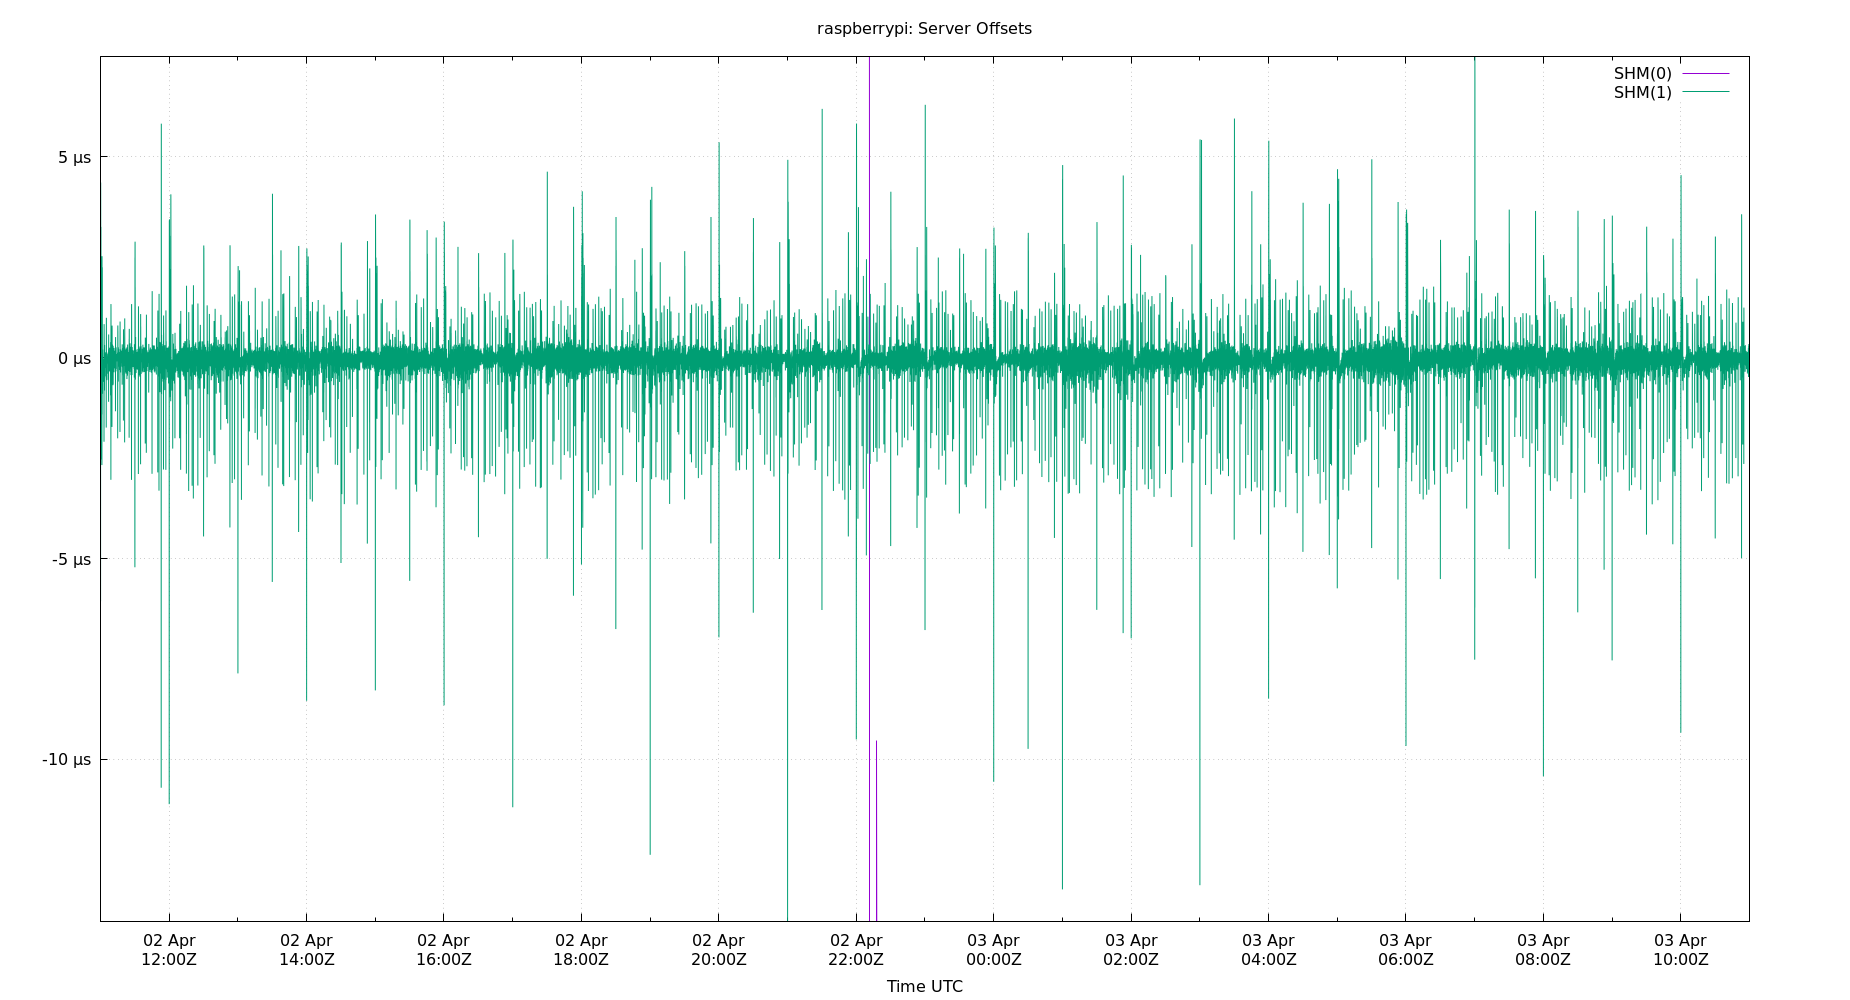 raspberrypi: Server Offsets
SHM(0)
SHM(1)
5 µs
0 µs
-5 µs
-10 µs
02 Apr 02 Apr 02 Apr 02 Apr 02 Apr 02 Apr 03 Apr 03 Apr 03 Apr 03 Apr 03 Apr 03 Apr
12:00Z 14:00Z 16:00Z 18:00Z 20:00Z 22:00Z 00:00Z 02:00Z 04:00Z 06:00Z 08:00Z 10:00Z
Time UTC